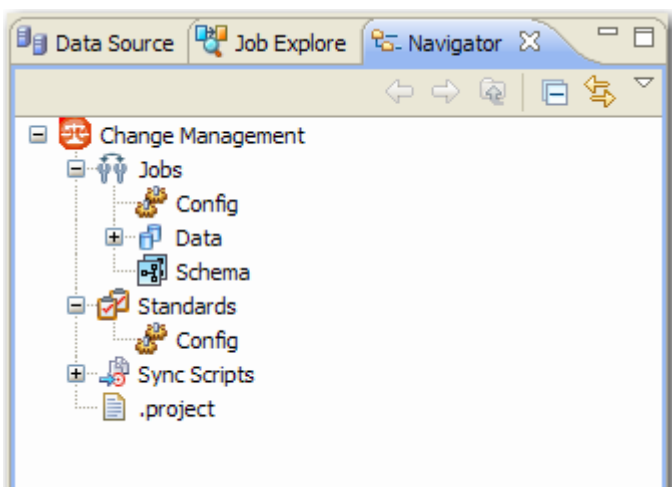 Data Source Job Explore Navigator
Change Management
Jobs
Config
Data
Schema
Standards
Config
Sync Scripts
.project